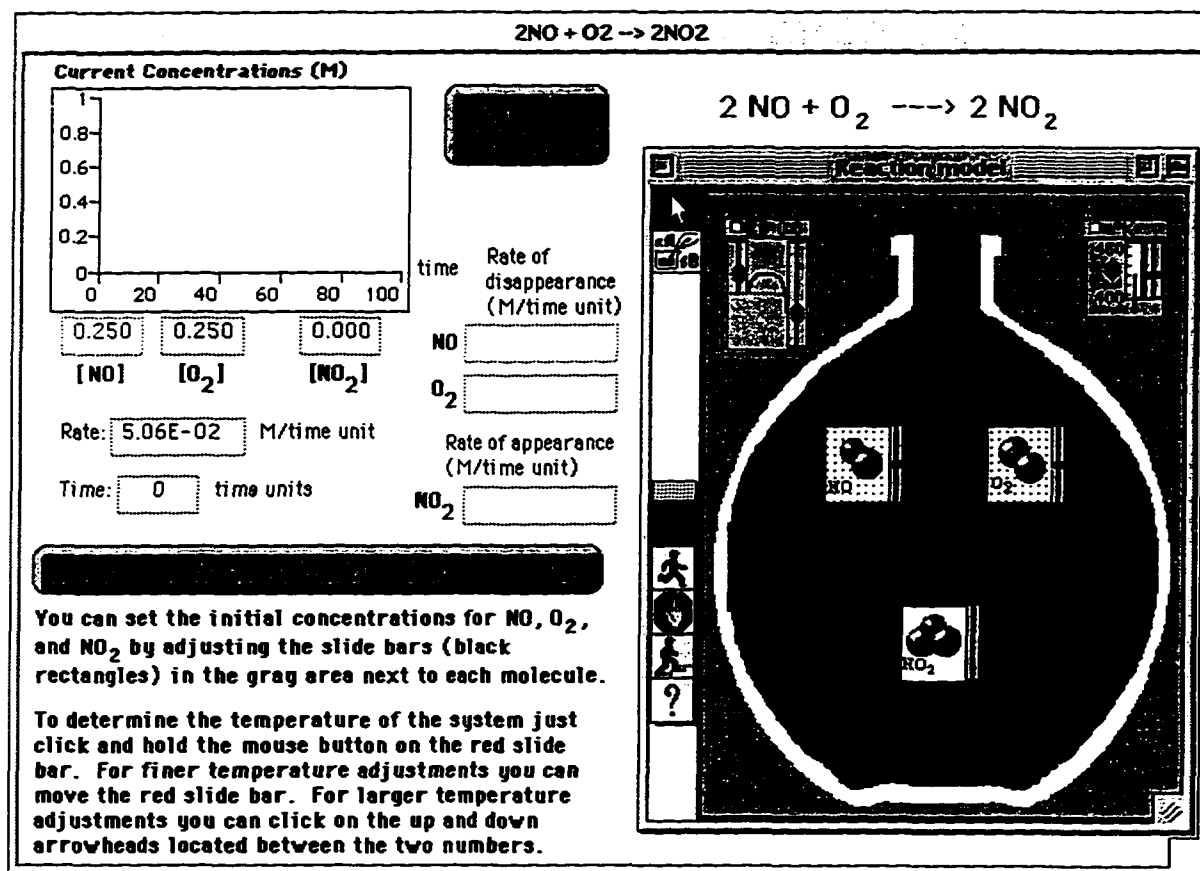 2NO + O2 --> 2NO2
Current Concentrations (M)
1
0.8
0.6
0.4
0.2
0
0 20 40 60 80 100
time
0.250 0.250 0.000
[NO] [O₂] [NO₂]
Rate: 5.06E-02 M/time unit
Time: 0 time units
Rate of
disappearance
(M/time unit)
NO
O₂
Rate of appearance
(M/time unit)
NO₂
2 NO + O₂ ---> 2 NO₂
Reaction model
400
NO
O₂
NO₂
?
You can set the initial concentrations for NO, O₂,
and NO₂ by adjusting the slide bars (black
rectangles) in the grag area next to each molecule.
To determine the temperature of the system just
click and hold the mouse button on the red slide
bar. For finer temperature adjustments you can
move the red slide bar. For larger temperature
adjustments you can click on the up and down
arrowheads located between the two numbers.